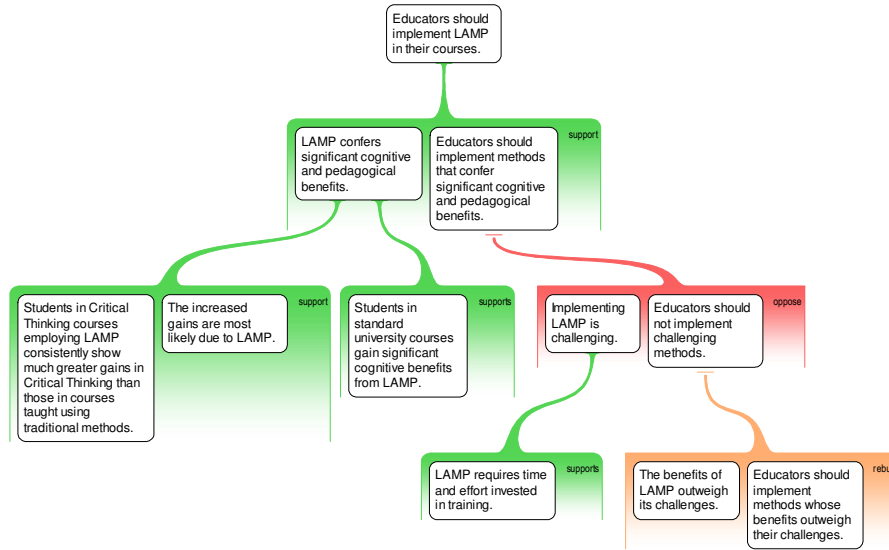 Educators should
implement LAMP
in their courses.
LAMP confers
significant cognitive
and pedagogical
benefits.
Educators should
implement methods
that confer
significant cognitive
and pedagogical
benefits.
support
Students in Critical
Thinking courses
employing LAMP
consistently show
much greater gains in
Critical Thinking than
those in courses
taught using
traditional methods.
The increased
gains are most
likely due to LAMP.
support
Students in
standard
university courses
gain significant
cognitive benefits
from LAMP.
supports
Implementing
LAMP is
challenging.
Educators should
not implement
challenging
methods.
oppose
LAMP requires time
and effort invested
in training.
supports
The benefits of
LAMP outweigh
its challenges.
Educators should
implement
methods whose
benefits outweigh
their challenges.
rebu